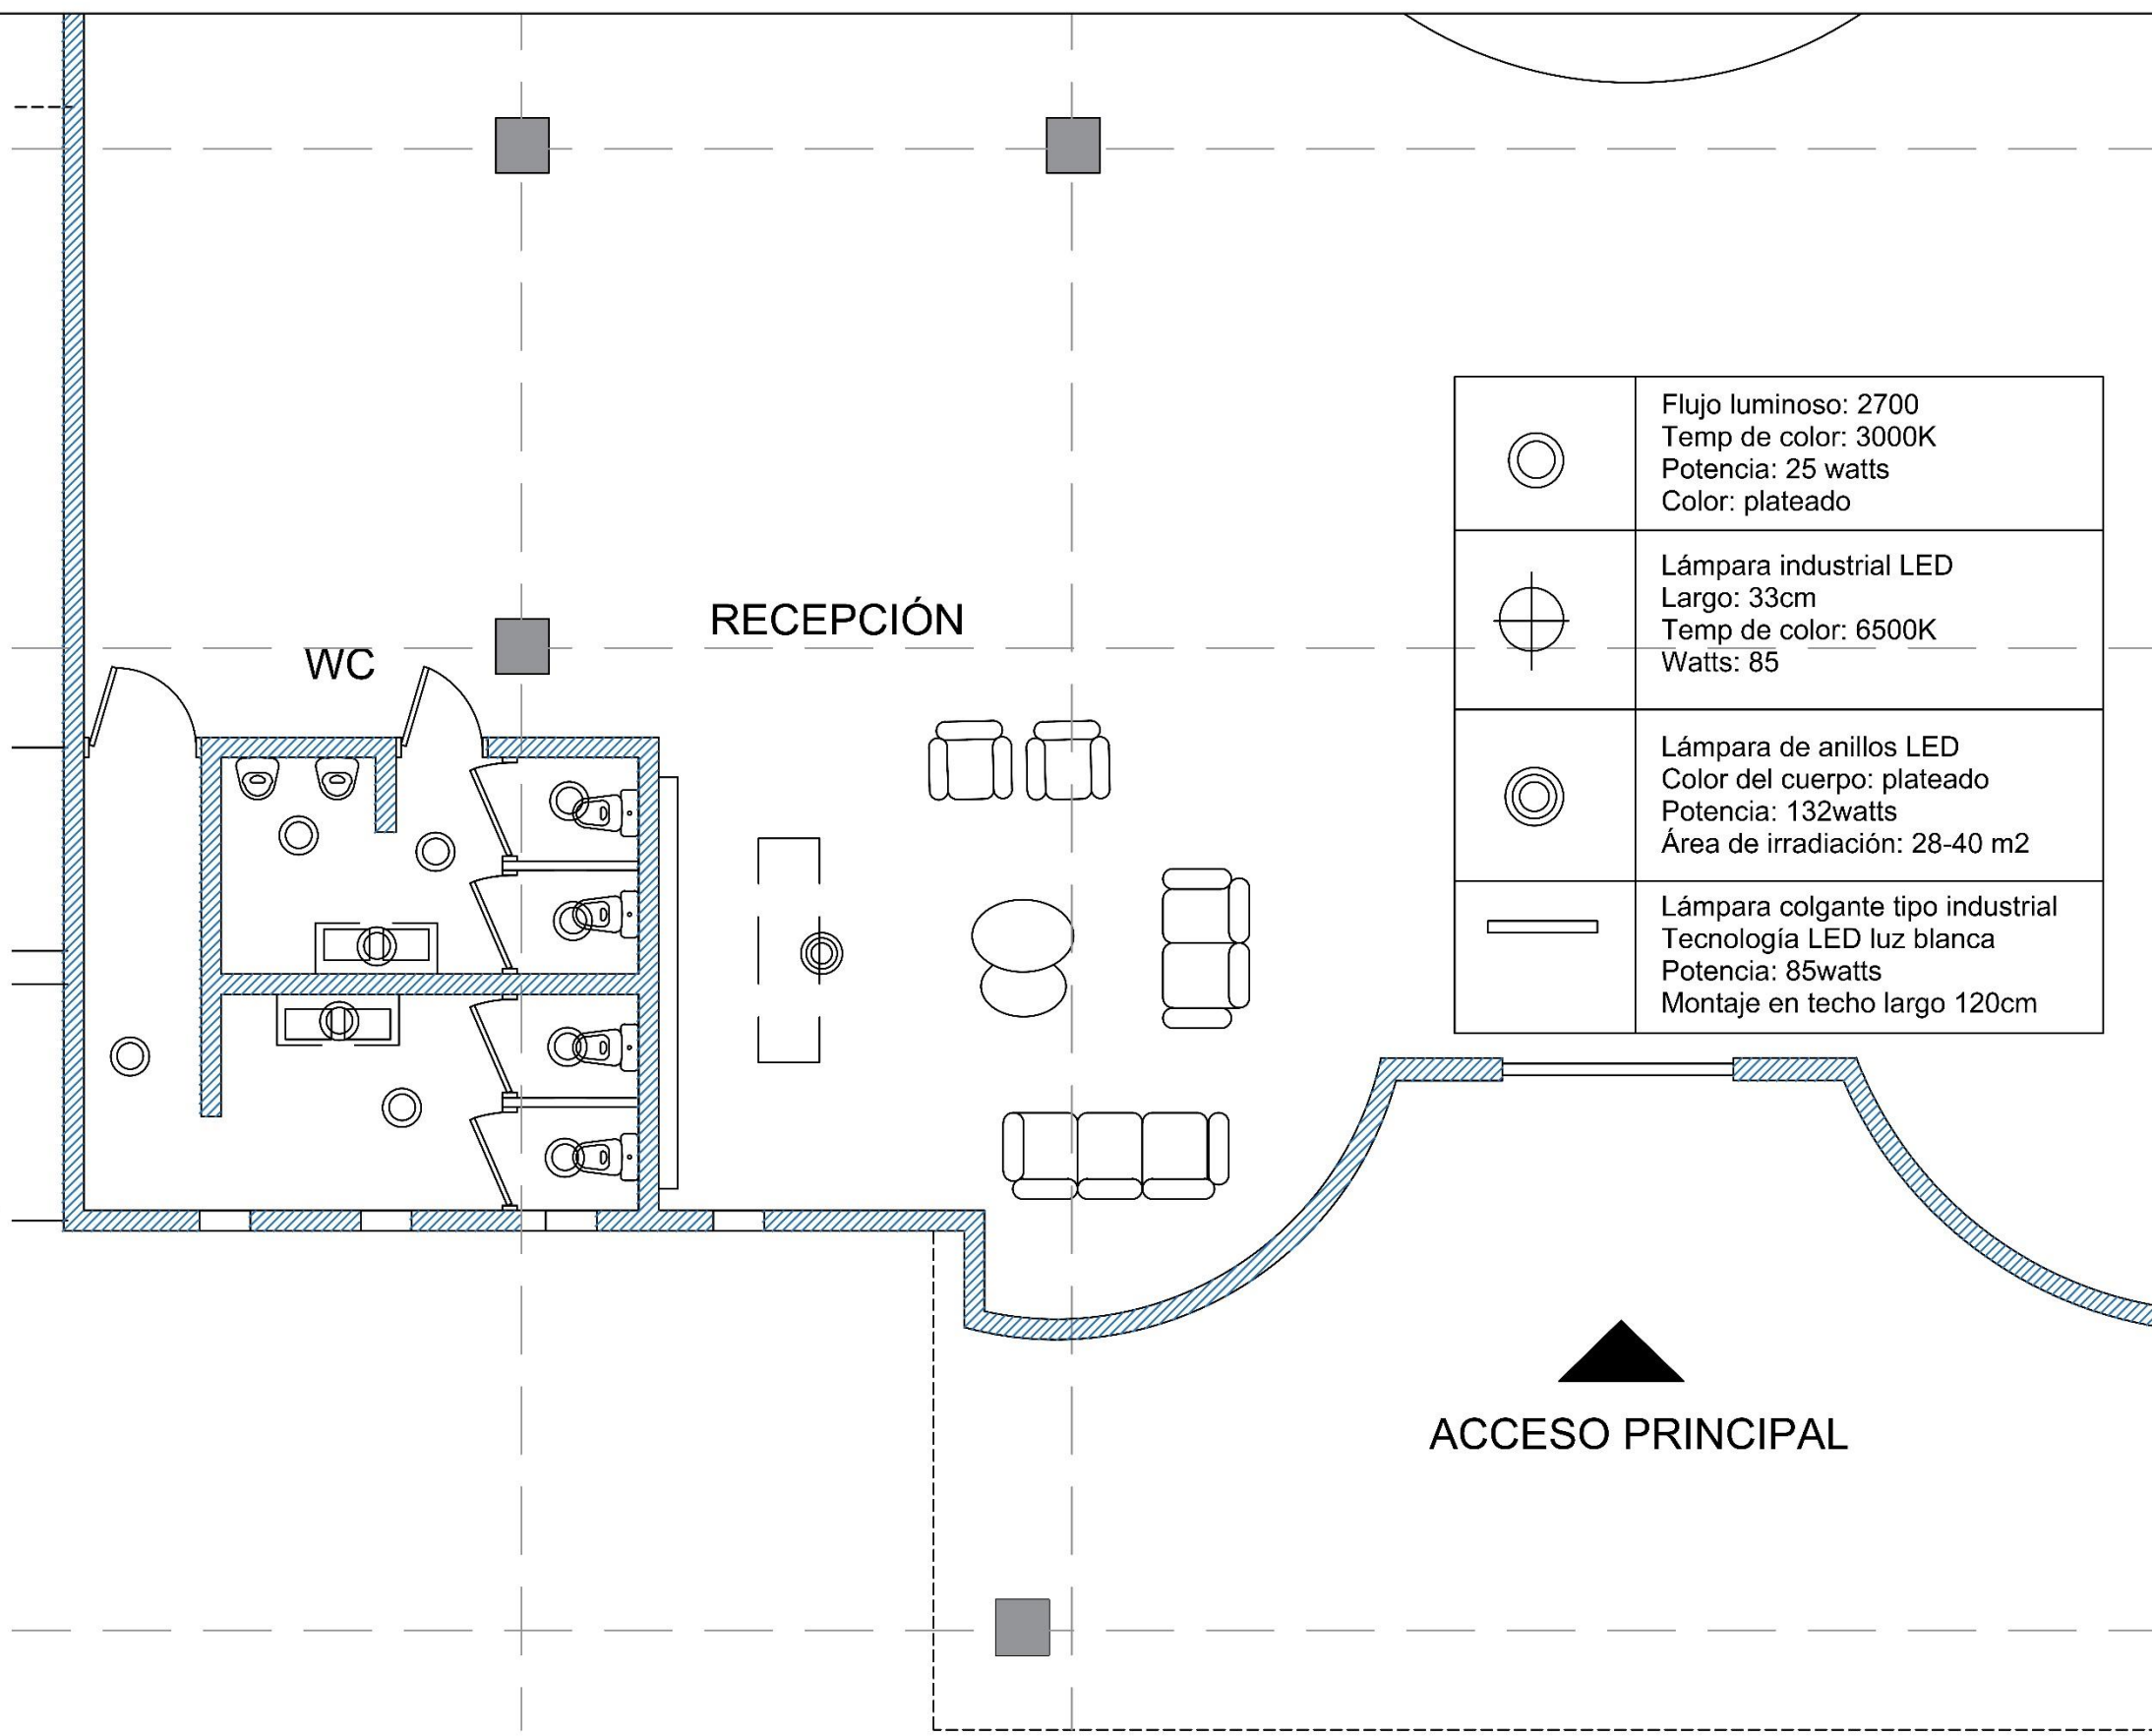 Flujo luminoso: 2700
Temp de color: 3000K
Potencia: 25 watts
Color: plateado
Lámpara industrial LED
Largo: 33cm
Temp de color: 6500K
Watts: 85
RECEPCIÓN
WC
Lámpara de anillos LED
Color del cuerpo: plateado
Potencia: 132watts
Área de irradiación: 28-40 m2
Lámpara colgante tipo industrial
Tecnología LED luz blanca
Potencia: 85watts
Montaje en techo largo 120cm
ACCESO PRINCIPAL